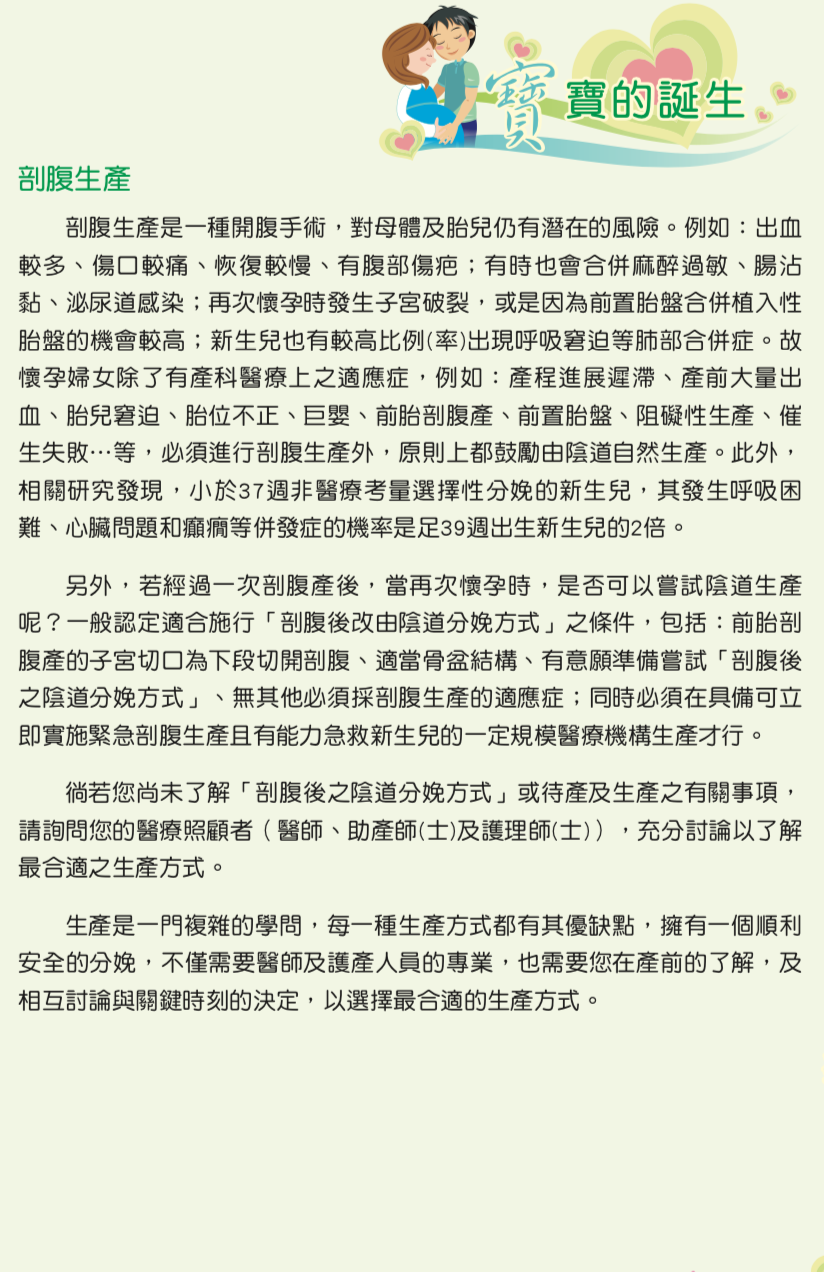 寶寶的誕生
剖腹生產
剖腹生產是一種開腹手術，對母體及胎兒仍有潛在的風險。例如：出血
較多、傷口較痛、恢復較慢、有腹部傷疤；有時也會合併麻醉過敏、腸沾
黏、泌尿道感染；再次懷孕時發生子宮破裂，或是因為前置胎盤合併植入性
胎盤的機會較高；新生兒也有較高比例(率)出現呼吸窘迫等肺部合併症。故
懷孕婦女除了有產科醫療上之適應症，例如：產程進展遲滯、產前大量出
血、胎兒窘迫、胎位不正、巨嬰、前胎剖腹產、前置胎盤、阻礙性生產、催
生失敗…等，必須進行剖腹生產外，原則上都鼓勵由陰道自然生產。此外，
相關研究發現，小於37週非醫療考量選擇性分娩的新生兒，其發生呼吸困
難、心臟問題和癲癇等併發症的機率是足39週出生新生兒的2倍。
另外，若經過一次剖腹產後，當再次懷孕時，是否可以嘗試陰道生產
呢？一般認定適合施行「剖腹後改由陰道分娩方式」之條件，包括：前胎剖
腹產的子宮切口為下段切開剖腹、適當骨盆結構、有意願準備嘗試「剖腹後
之陰道分娩方式」、無其他必須採剖腹生產的適應症；同時必須在具備可立
即實施緊急剖腹生產且有能力急救新生兒的一定規模醫療機構生產才行。
倘若您尚未了解「剖腹後之陰道分娩方式」或待產及生產之有關事項，
請詢問您的醫療照顧者（醫師、助產師(士)及護理師(士)），充分討論以了解
最合適之生產方式。
生產是一門複雜的學問，每一種生產方式都有其優缺點，擁有一個順利
安全的分娩，不僅需要醫師及護產人員的專業，也需要您在產前的了解，及
相互討論與關鍵時刻的決定，以選擇最合適的生產方式。